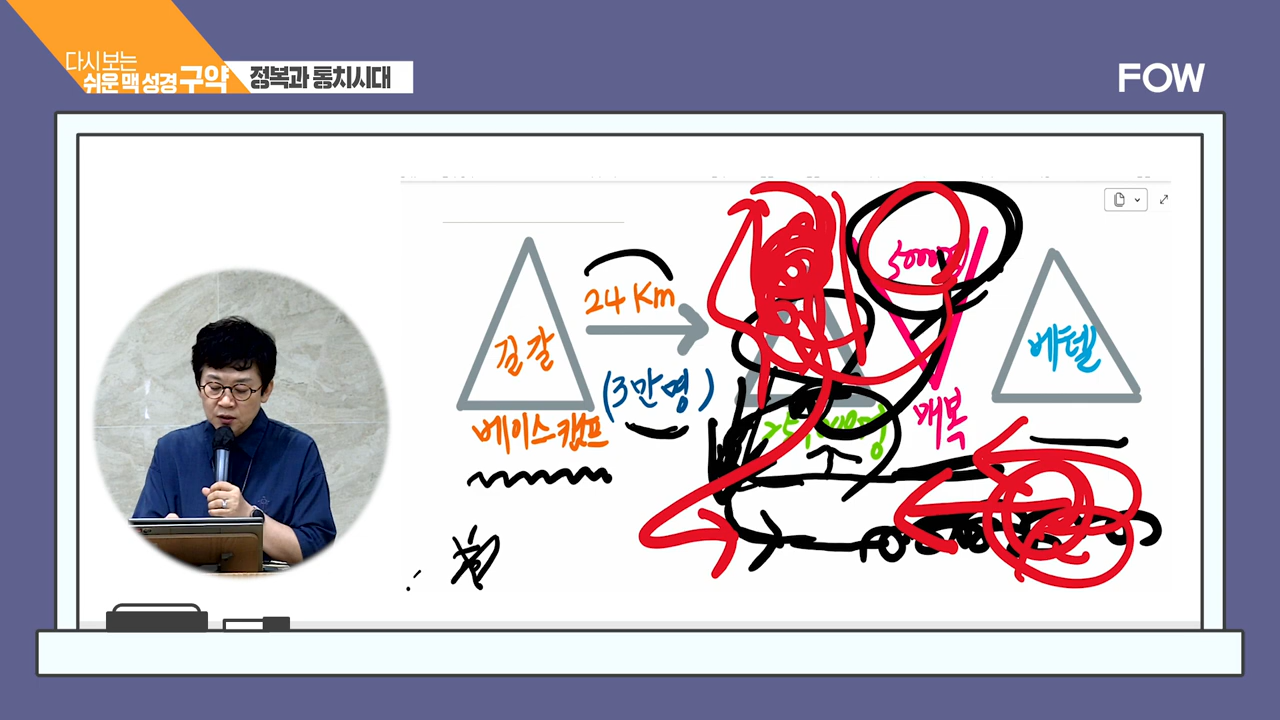 다시 보는
쉬운 맥 성경 구약
정복과 통치시대
FOW
24 Km
5000명
길갈
베델
(3만명)
매복
베이스캠프